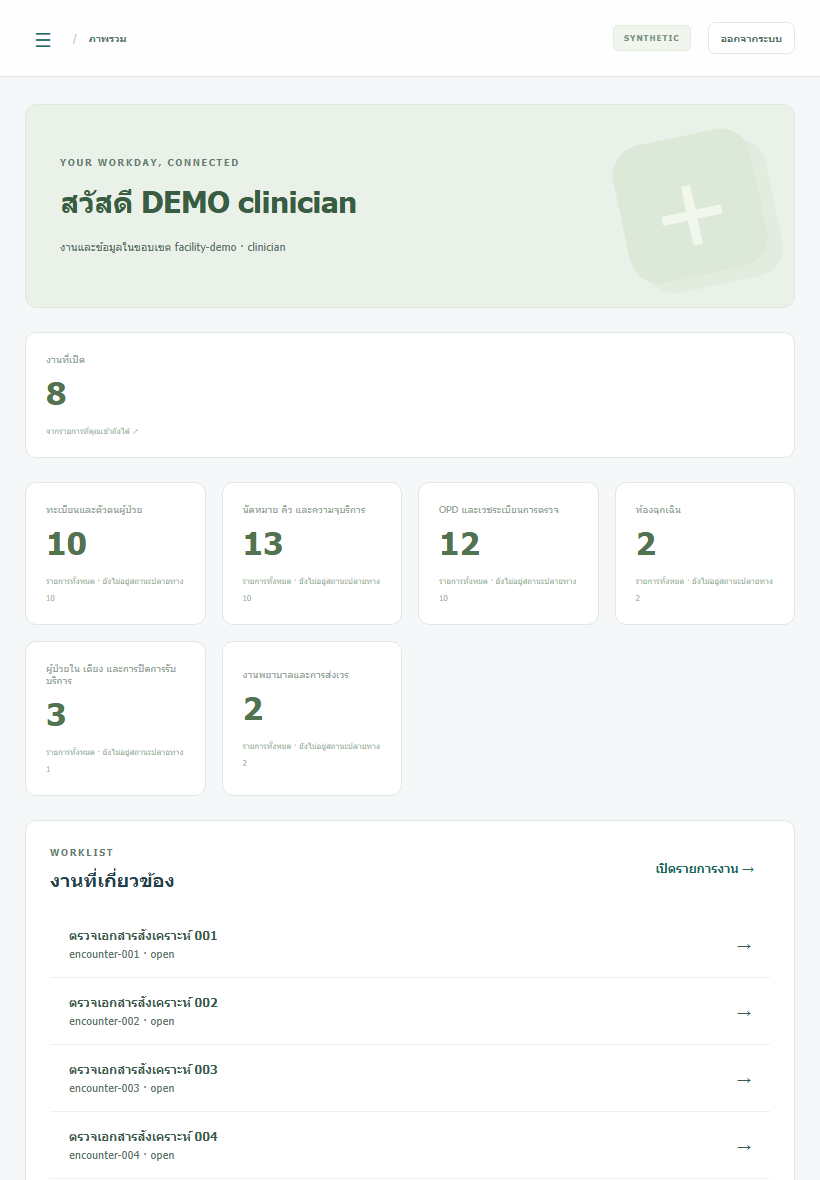 ☰ / ภาพรวม SYNTHETIC ออกจากระบบ
YOUR WORKDAY, CONNECTED
สวัสดี DEMO clinician
งานและข้อมูลในขอบเขต facility-demo · clinician
งานที่เปิด
8
จากรายการที่คุณเข้าถึงได้ ↗
ทะเบียนและตัวตนผู้ป่วย
10
รายการทั้งหมด · ยังไม่อยู่สถานะปลายทาง
10
นัดหมาย คิว และความจุบริการ
13
รายการทั้งหมด · ยังไม่อยู่สถานะปลายทาง
10
OPD และเวชระเบียนการตรวจ
12
รายการทั้งหมด · ยังไม่อยู่สถานะปลายทาง
10
ห้องฉุกเฉิน
2
รายการทั้งหมด · ยังไม่อยู่สถานะปลายทาง
2
ผู้ป่วยใน เตียง และการปิดการรับ
บริการ
3
รายการทั้งหมด · ยังไม่อยู่สถานะปลายทาง
1
งานพยาบาลและการส่งเวร
2
รายการทั้งหมด · ยังไม่อยู่สถานะปลายทาง
2
WORKLIST
งานที่เกี่ยวข้อง
เปิดรายการงาน →
ตรวจเอกสารสังเคราะห์ 001
encounter-001 · open
→
ตรวจเอกสารสังเคราะห์ 002
encounter-002 · open
→
ตรวจเอกสารสังเคราะห์ 003
encounter-003 · open
→
ตรวจเอกสารสังเคราะห์ 004
encounter-004 · open
→